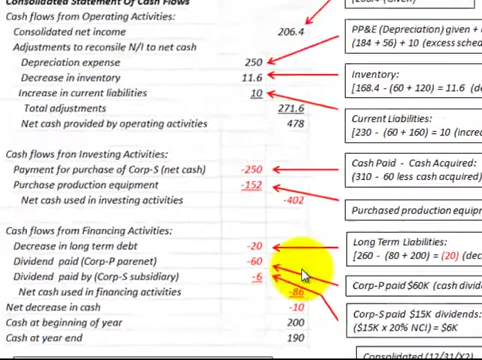 Consolidated Statement Of Cash Flows
Cash flows from Operating Activities:
Consolidated net income 206.4
Adjustments to reconcile N/I to net cash
Depreciation expense 250
Decrease in inventory 11.6
Increase in current liabilities 10
Total adjustments 271.6
Net cash provided by operating activities 478
Cash flows fron Investing Activities:
Payment for purchase of Corp-S (net cash) -250
Purchase production equipment -152
Net cash used in investing activities -402
Cash flows from Financing Activities:
Decrease in long term debt -20
Dividend paid (Corp-P parenet) -60
Dividend paid by (Corp-S subsidiary) -6
Net cash used in financing activities -86
Net decrease in cash -10
Cash at beginning of year 200
Cash at year end 190
PP&E (Depreciation) given +
(184 + 56) + 10 (excess sched
Inventory:
[168.4 - (60 + 120) = 11.6 (de
Current Liabilities:
[230 - (60 + 160) = 10 (increa
Cash Paid - Cash Acquired:
(310 - 60 less cash acquired)
Purchased production equipm
Long Term Liabilities:
[260 - (80 + 200) = (20) (dec
Corp-P paid $60K (cash divid
Corp-S paid $15K dividends:
($15K x 20% NCI) = $6K
Consolidated (12/31/X2)